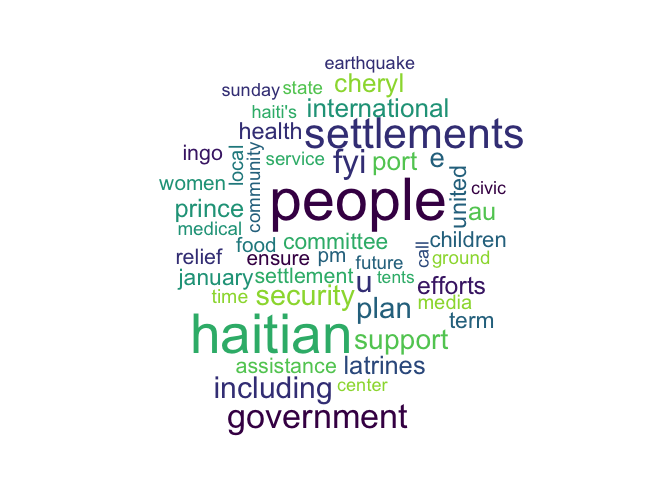 earthquake
sunday state cheryl
haiti's international
health settlements
ingo local community service fyi port e
women people united civic
prince au
medical
food committee call children
relief ensure pm future ground
january settlement u tents efforts
time security plan media
term
haitian support
assistance latrines
including center
government